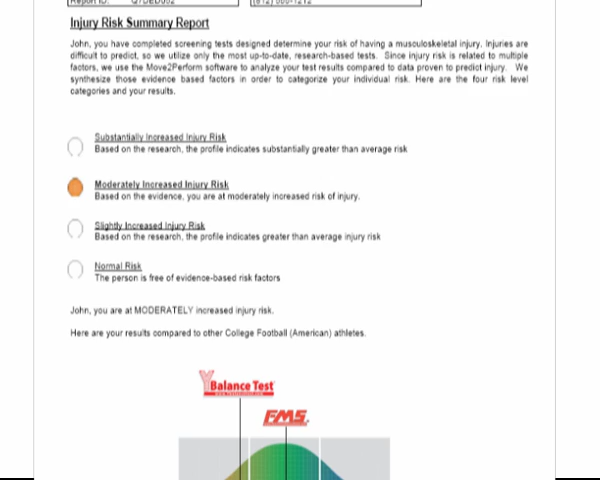 Injury Risk Summary Report
John, you have completed screening tests designed determine your risk of having a musculoskeletal injury. Injuries are
difficult to predict, so we utilize only the most up-to-date, research-based tests. Since injury risk is related to multiple
factors, we use the Move2Perform software to analyze your test results compared to data proven to predict injury. We
synthesize those evidence based factors in order to categorize your individual risk. Here are the four risk level
categories and your results.
Substantially Increased Injury Risk
Based on the research, the profile indicates substantially greater than average risk
Moderately Increased Injury Risk
Based on the evidence, you are at moderately increased risk of injury.
Slightly Increased Injury Risk
Based on the research, the profile indicates greater than average injury risk
Normal Risk
The person is free of evidence-based risk factors
John, you are at MODERATELY increased injury risk.
Here are your results compared to other College Football (American) athletes.
Y Balance Test
FMS